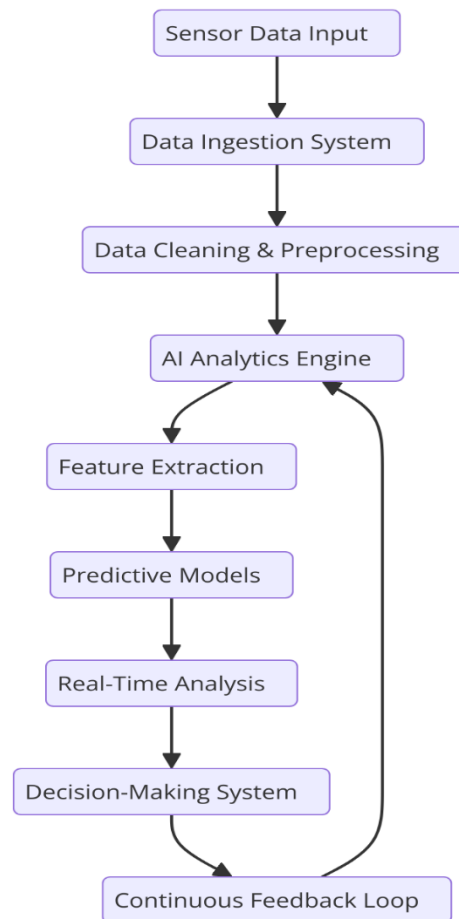 Sensor Data Input
Data Ingestion System
Data Cleaning & Preprocessing
AI Analytics Engine
Feature Extraction
Predictive Models
Real-Time Analysis
Decision-Making System
Continuous Feedback Loop